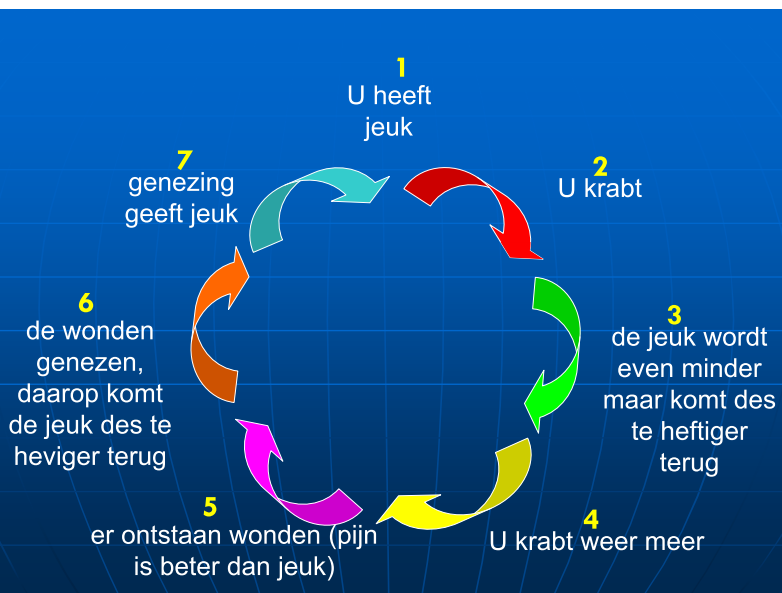 1
U heeft
jeuk
2
U krabt
3
de jeuk wordt
even minder
maar komt des
te heftiger
terug
4
U krabt weer meer
5
er ontstaan wonden (pijn
is beter dan jeuk)
6
de wonden
genezen,
daarop komt
de jeuk des te
heviger terug
7
genezing
geeft jeuk